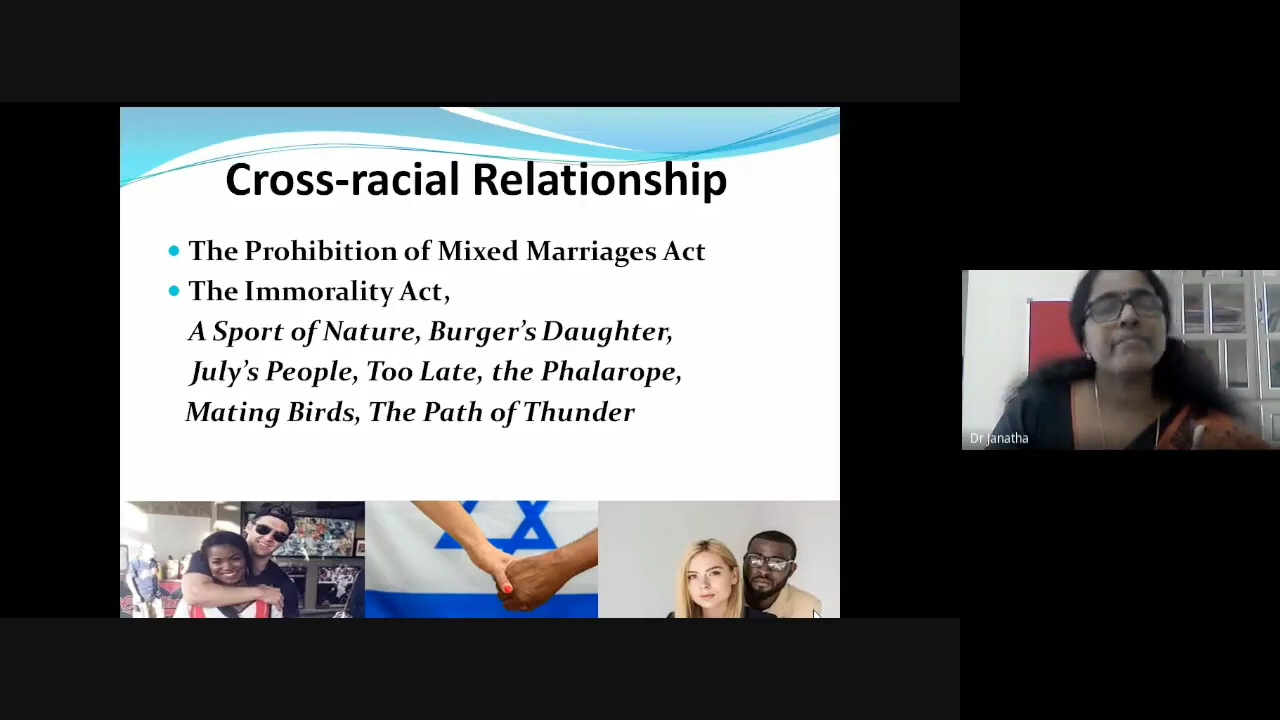 Cross-racial Relationship
The Prohibition of Mixed Marriages Act
The Immorality Act,
A Sport of Nature, Burger’s Daughter,
July’s People, Too Late, the Phalarope,
Mating Birds, The Path of Thunder
Dr Janatha